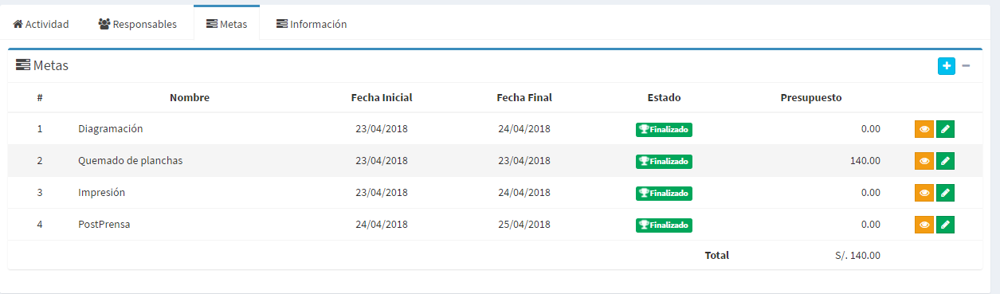 Actividad Responsables Metas Información
Metas
# Nombre Fecha Inicial Fecha Final Estado Presupuesto
1 Diagramación 23/04/2018 24/04/2018 Finalizado 0.00
2 Quemado de planchas 23/04/2018 23/04/2018 Finalizado 140.00
3 Impresión 23/04/2018 24/04/2018 Finalizado 0.00
4 PostPrensa 24/04/2018 25/04/2018 Finalizado 0.00
Total S/. 140.00